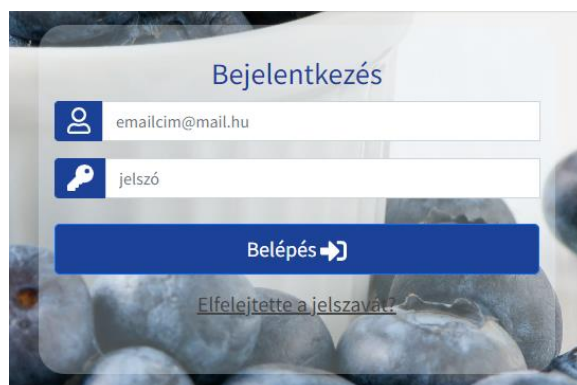 Bejelentkezés
emailcim@mail.hu
jelszó
Belépés
Elfelejtette a jelszavát?